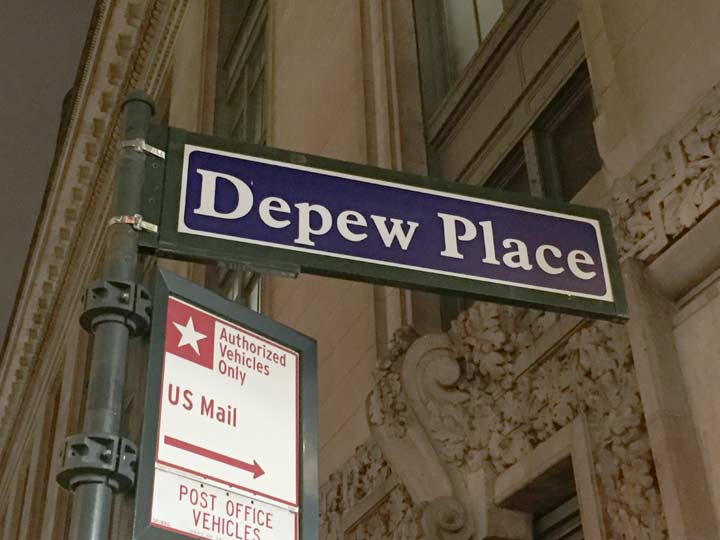 Depew Place
Authorized
Vehicles
Only
US Mail
POST OFFICE
VEHICLES